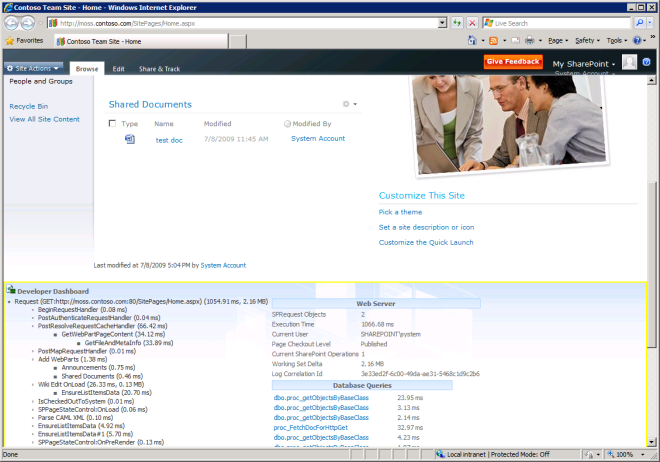 Contoso Team Site - Home - Windows Internet Explorer
http://moss.contoso.com/SitePages/Home.aspx
Live Search
Favorites
Contoso Team Site - Home
Page
Safety
Tools
Site Actions
Browse
Edit
Share & Track
Give Feedback
My SharePoint
System Account
People and Groups
Recycle Bin
View All Site Content
Shared Documents
Type Name Modified Modified By
test doc 7/8/2009 11:45 AM System Account
Customize This Site
Pick a theme
Set a site description or icon
Customize the Quick Launch
Last modified at 7/8/2009 5:04 PM by System Account
Developer Dashboard
Request (GET:http://moss.contoso.com:80/SitePages/Home.aspx) (1054.91 ms, 2.16 MB)
BeginRequestHandler (0.08 ms)
PostAuthenticateRequestHandler (0.04 ms)
PostResolveRequestCacheHandler (66.42 ms)
GetWebPartPageContent (34.12 ms)
GetFileAndMetaInfo (33.89 ms)
PostMapRequestHandler (0.01 ms)
Add WebParts (1.38 ms)
Announcements (0.75 ms)
Shared Documents (0.46 ms)
Wiki Edit OnLoad (26.33 ms, 0.13 MB)
EnsureListItemsData (20.70 ms)
IsCheckedOutToSystem (0.01 ms)
SPPageStateControl:OnLoad (0.06 ms)
Parse CAML XML (0.10 ms)
EnsureListItemsData (4.92 ms)
EnsureListItemsData#1 (5.70 ms)
SPPageStateControl:OnPreRender (0.13 ms)
Web Server
SPRequest Objects 2
Execution Time 1066.68 ms
Current User SHAREPOINT\system
Page Checkout Level Published
Current SharePoint Operations 1
Working Set Delta 2.16 MB
Log Correlation Id
Database Queries
dbo.proc_getObjectsByBaseClass 23.95 ms
dbo.proc_getObjectsByBaseClass 3.13 ms
dbo.proc_getObjectsByBaseClass 2.14 ms
proc_FetchDocForHttpGet 32.97 ms
dbo.proc_getObjectsByBaseClass 4.23 ms
Done
Local intranet | Protected Mode: Off
100%